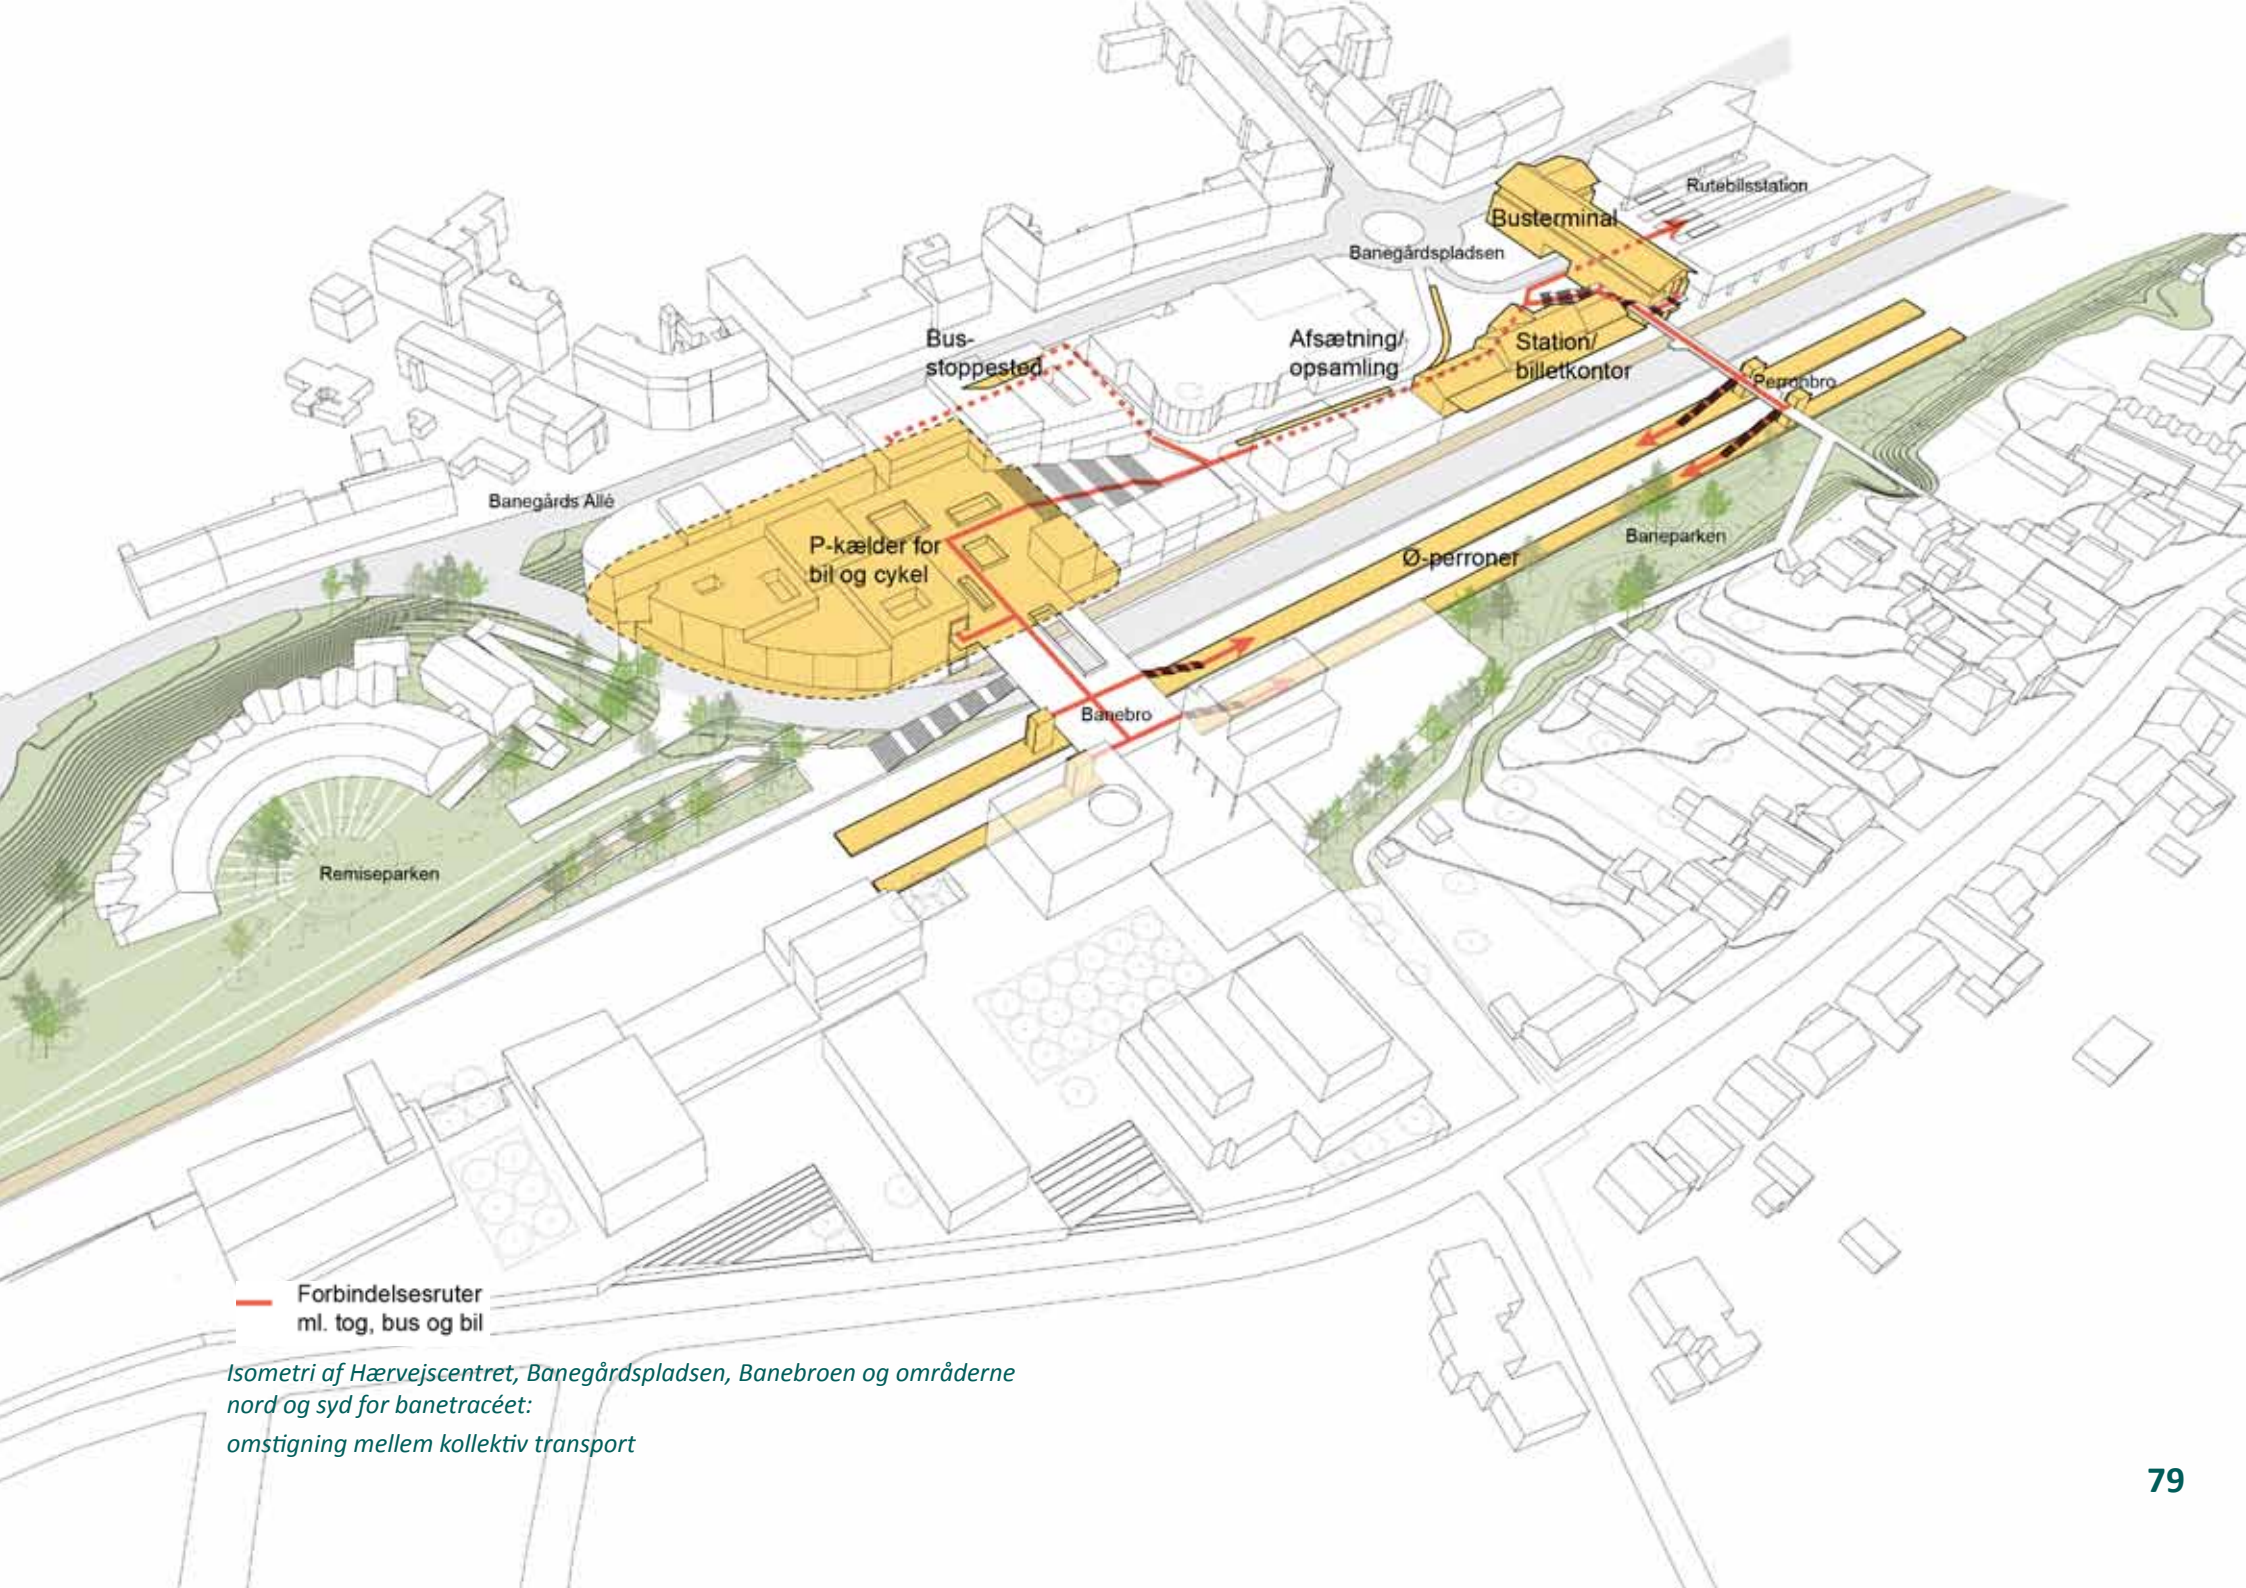 Rutebilsstation
Busterminal
Banegårdspladsen
Bus-
stoppested
Afsætning/
opsamling
Station/
billetkontor
Perronbro
Banegårds Allé
P-kælder for
bil og cykel
Ø-perroner
Baneparken
Banebro
Remiseparken
Forbindelsesruter
ml. tog, bus og bil
Isometri af Hærvejscentret, Banegårdspladsen, Banebroen og områderne
nord og syd for banetracéet:
omstigning mellem kollektiv transport
79